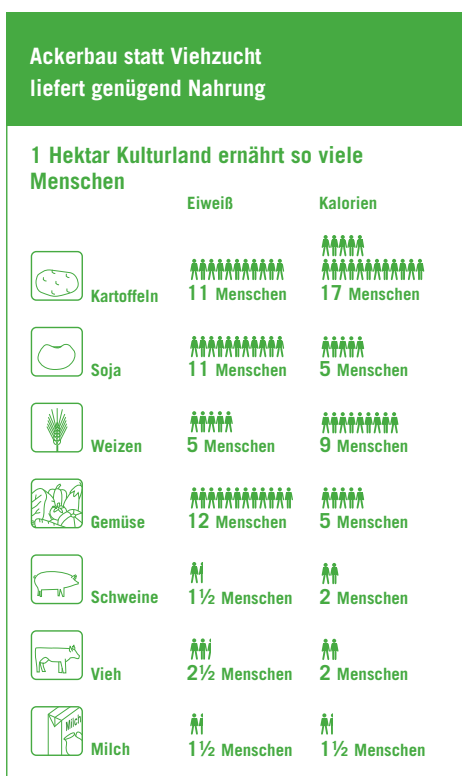 Ackerbau statt Viehzucht
liefert genügend Nahrung
1 Hektar Kulturland ernährt so viele
Menschen
Eiweiß Kalorien
Kartoffeln 11 Menschen 17 Menschen
Soja 11 Menschen 5 Menschen
Weizen 5 Menschen 9 Menschen
Gemüse 12 Menschen 5 Menschen
Schweine 1½ Menschen 2 Menschen
Vieh 2½ Menschen 2 Menschen
Milch
Milch 1½ Menschen 1½ Menschen